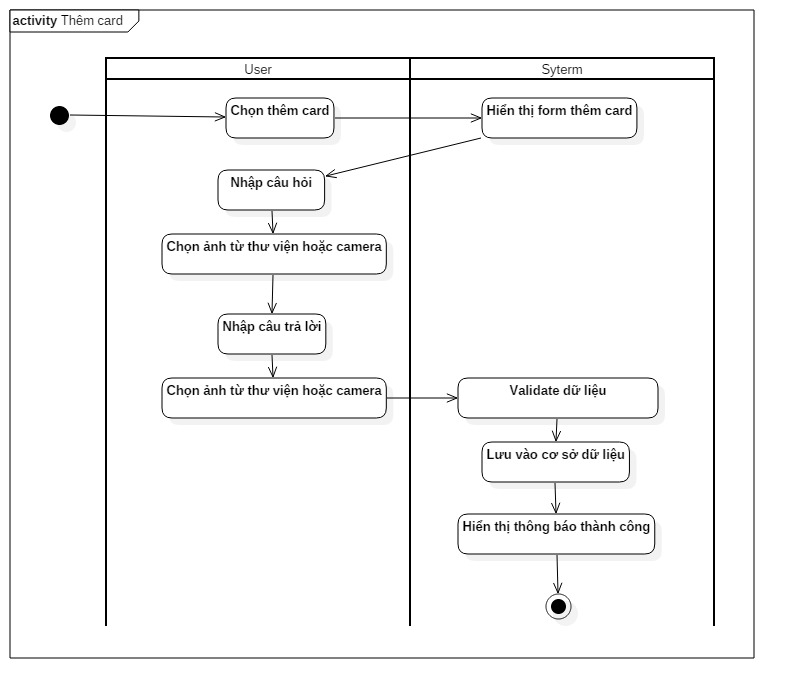 activity Thêm card
User
Syterm
Chọn thêm card
Hiển thị form thêm card
Nhập câu hỏi
Chọn ảnh từ thư viện hoặc camera
Nhập câu trả lời
Chọn ảnh từ thư viện hoặc camera
Validate dữ liệu
Lưu vào cơ sở dữ liệu
Hiển thị thông báo thành công